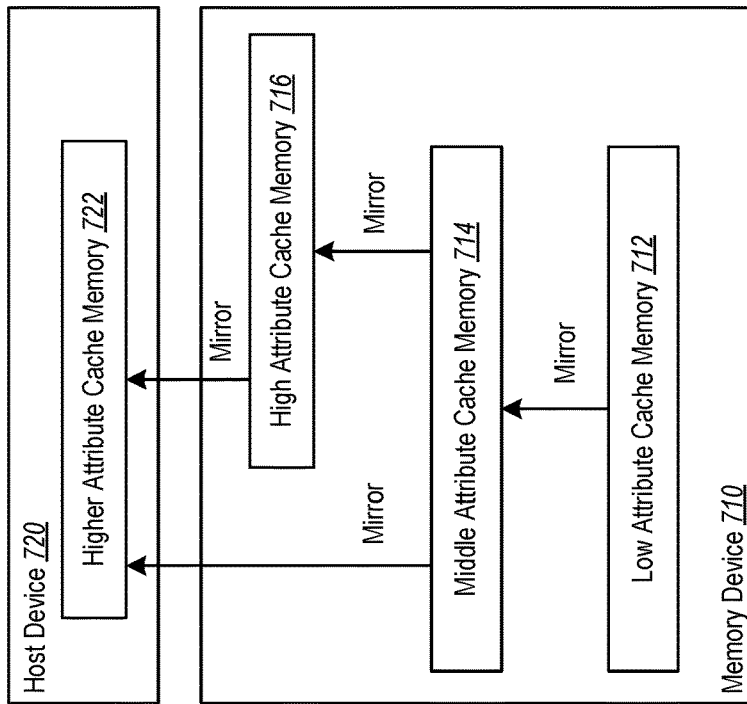 Host Device 720
Higher Attribute Cache Memory 722
Mirror
High Attribute Cache Memory 716
Mirror
Mirror
Middle Attribute Cache Memory 714
Mirror
Low Attribute Cache Memory 712
Memory Device 710